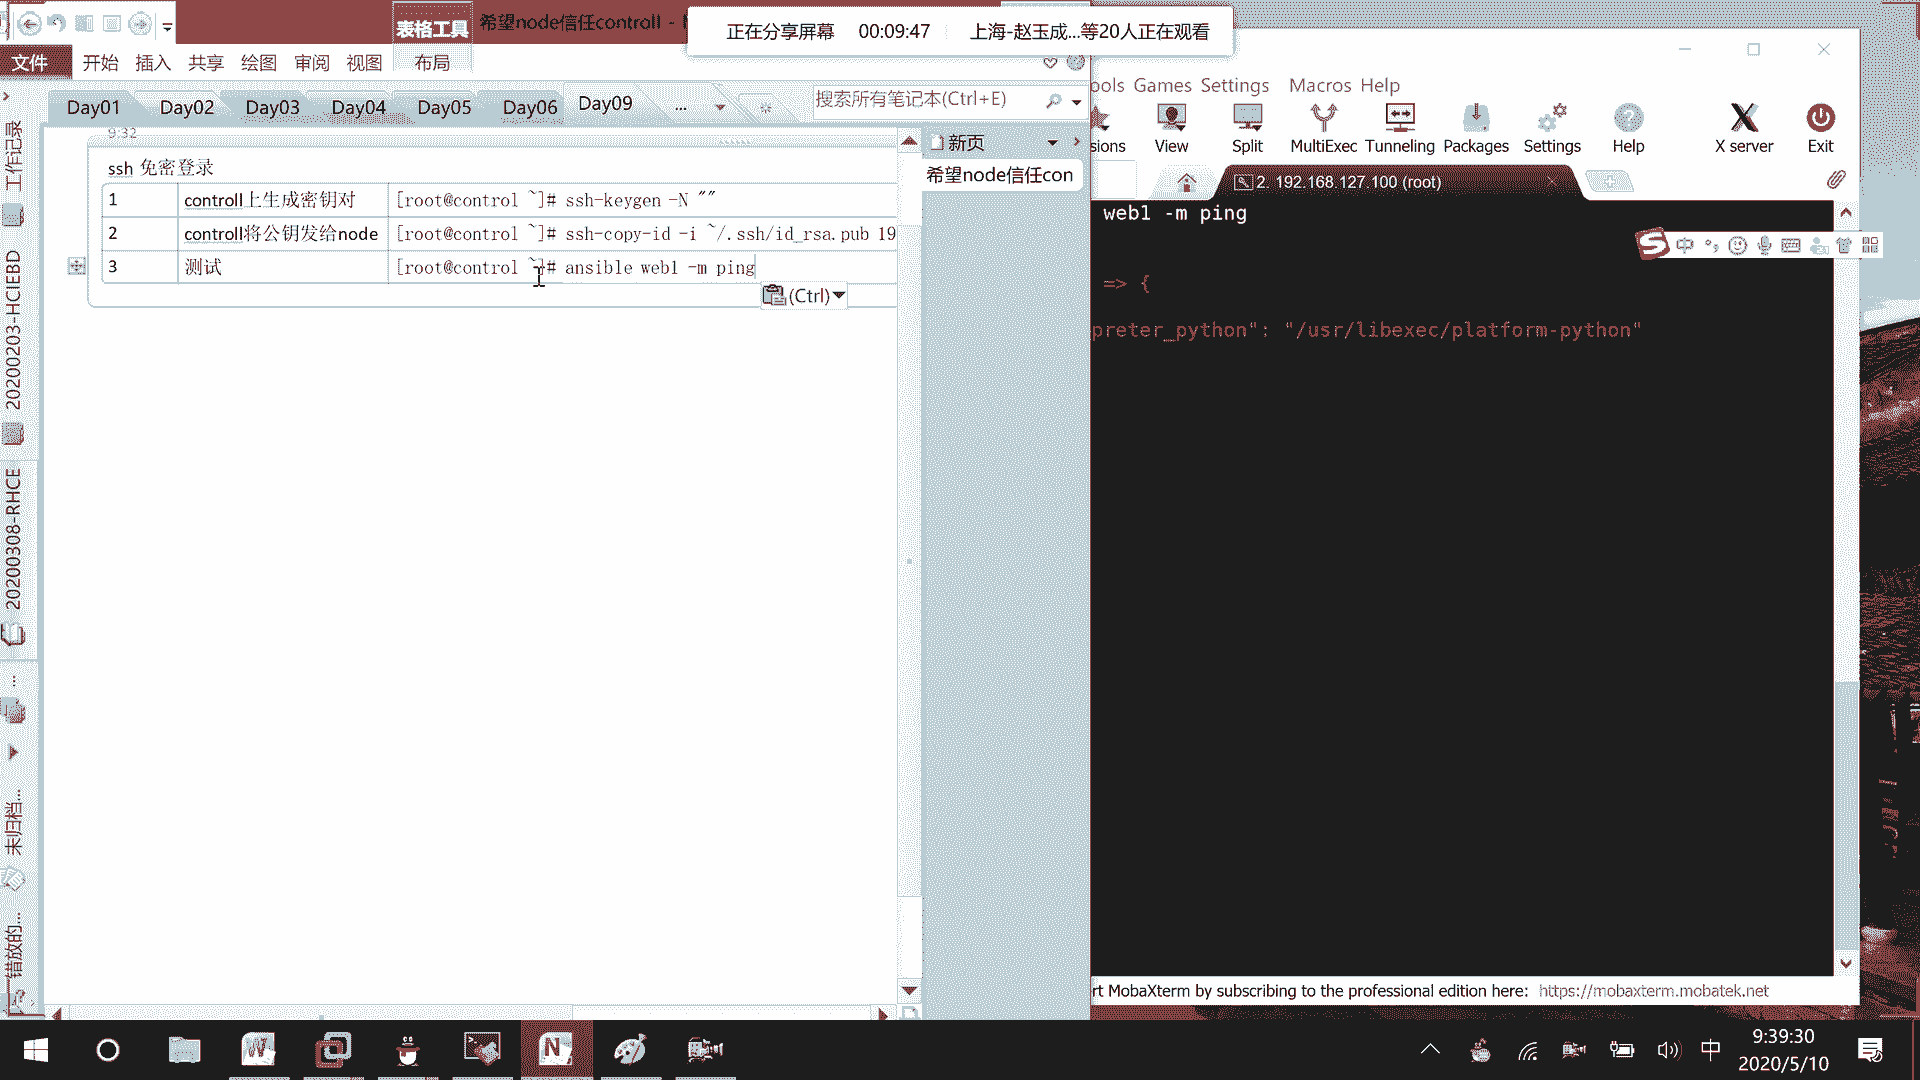 希望node信任controll - 
表格工具
正在分享屏幕 00:09:47 上海-赵玉成...等20人正在观看
文件 开始 插入 共享 绘图 审阅 视图 布局
Day01 Day02 Day03 Day04 Day05 Day06 Day09 ...
搜索所有笔记本(Ctrl+E)
工作记录
20200203-HCIEBD
20200308-RHCE
...
未归档...
错放的...
9:32
ssh 免密登录
1 controll上生成密钥对 [root@control ~]# ssh-keygen -N ""
2 controll将公钥发给node [root@control ~]# ssh-copy-id -i ~/.ssh/id_rsa.pub 19
3 测试 [root@control ~]# ansible web1 -m ping
(Ctrl)
新页
希望node信任con
ools Games Settings Macros Help
sions View Split MultiExec Tunneling Packages Settings Help X server Exit
2. 192.168.127.100 (root)
web1 -m ping
=> {
preter_python": "/usr/libexec/platform-python"
中
rt MobaXterm by subscribing to the professional edition here: https://mobaxterm.mobatek.net
中
9:39:30
2020/5/10